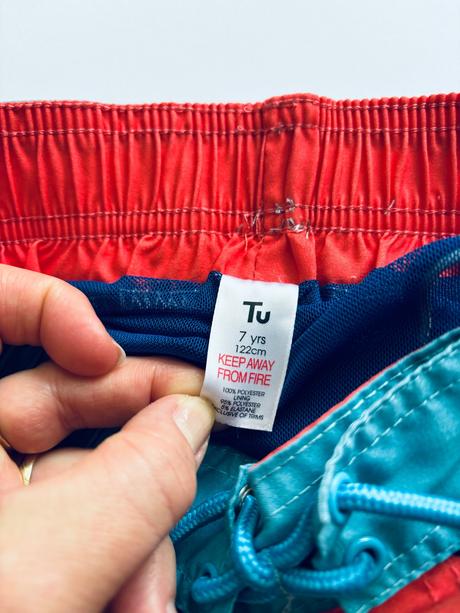 Tu
7 yrs
122cm
KEEP AWAY
FROM FIRE
100% POLYESTER
LINING
95% POLYESTER
5% ELASTANE
EXCLUSIVE OF TRIMS